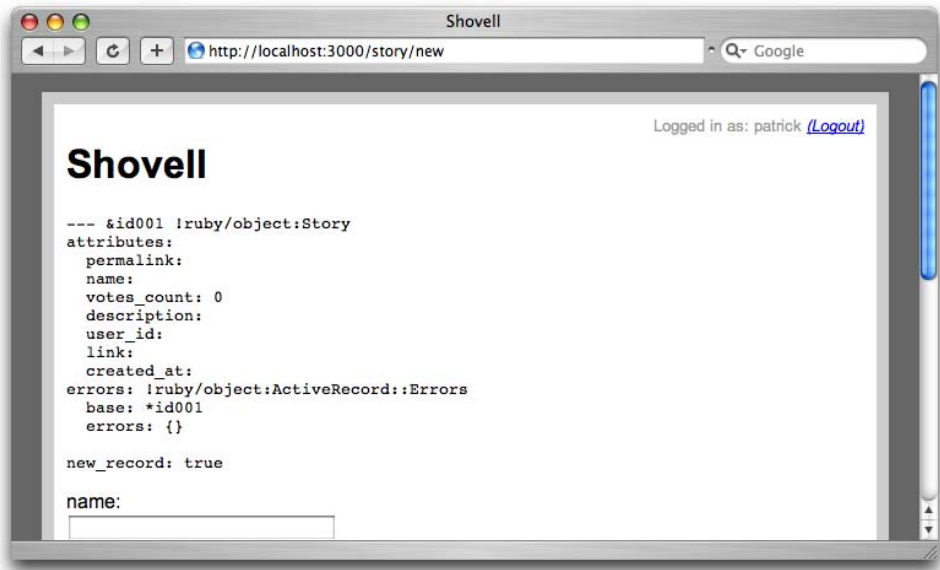 Shovell
http://localhost:3000/story/new
Google
Logged in as: patrick (Logout)
Shovell
--- &id001 !ruby/object:Story
attributes:
  permalink:
  name:
  votes_count: 0
  description:
  user_id:
  link:
  created_at:
errors: !ruby/object:ActiveRecord::Errors
  base: *id001
  errors: {}
new_record: true
name: